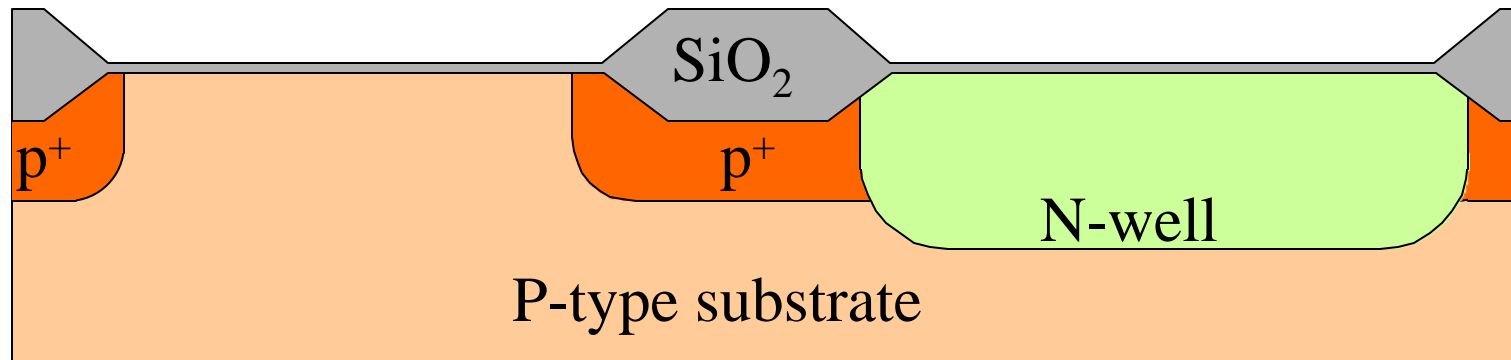 SiO₂
p⁺
p⁺
N-well
P-type substrate